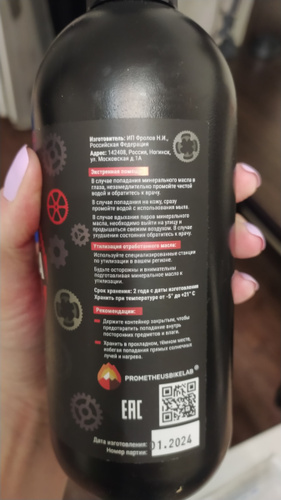 Изготовитель: ИП Фролов Н.И.,
Российская Федерация
Адрес: 142408, Россия, Ногинск,
ул. Московская д 1А
Экстренная помощь:
В случае попадания минерального масла в
глаза, незамедлительно промойте чистой
водой и обратитесь к врачу.
В случае попадания на кожу, сразу
промойте водой с использования мыла.
В случае вдыхания паров минерального
масла, необходимо выйти на улицу и
продышаться свежим воздухом. В случае
ухудшения состояния обратитесь к врачу.
Утилизация отработанного масла:
Используйте специализированные станции
по утилизации в вашем регионе.
Будьте осторожны и внимательны
подготавливая минеральное масло к
утилизации.
Срок хранения: 2 года с даты изготовления
Хранить при температуре от -5° до +21° С
Рекомендации:
Держите контейнер закрытым, чтобы
предотвратить попадание внутрь
посторонних предметов и влаги.
Хранить в прохладном, тёмном месте,
избегая попадания прямых солнечных
лучей и нагрева.
PROMETHEUSBIKELAB®
EAC
Дата изготовления: 01.2024
Номер партии: